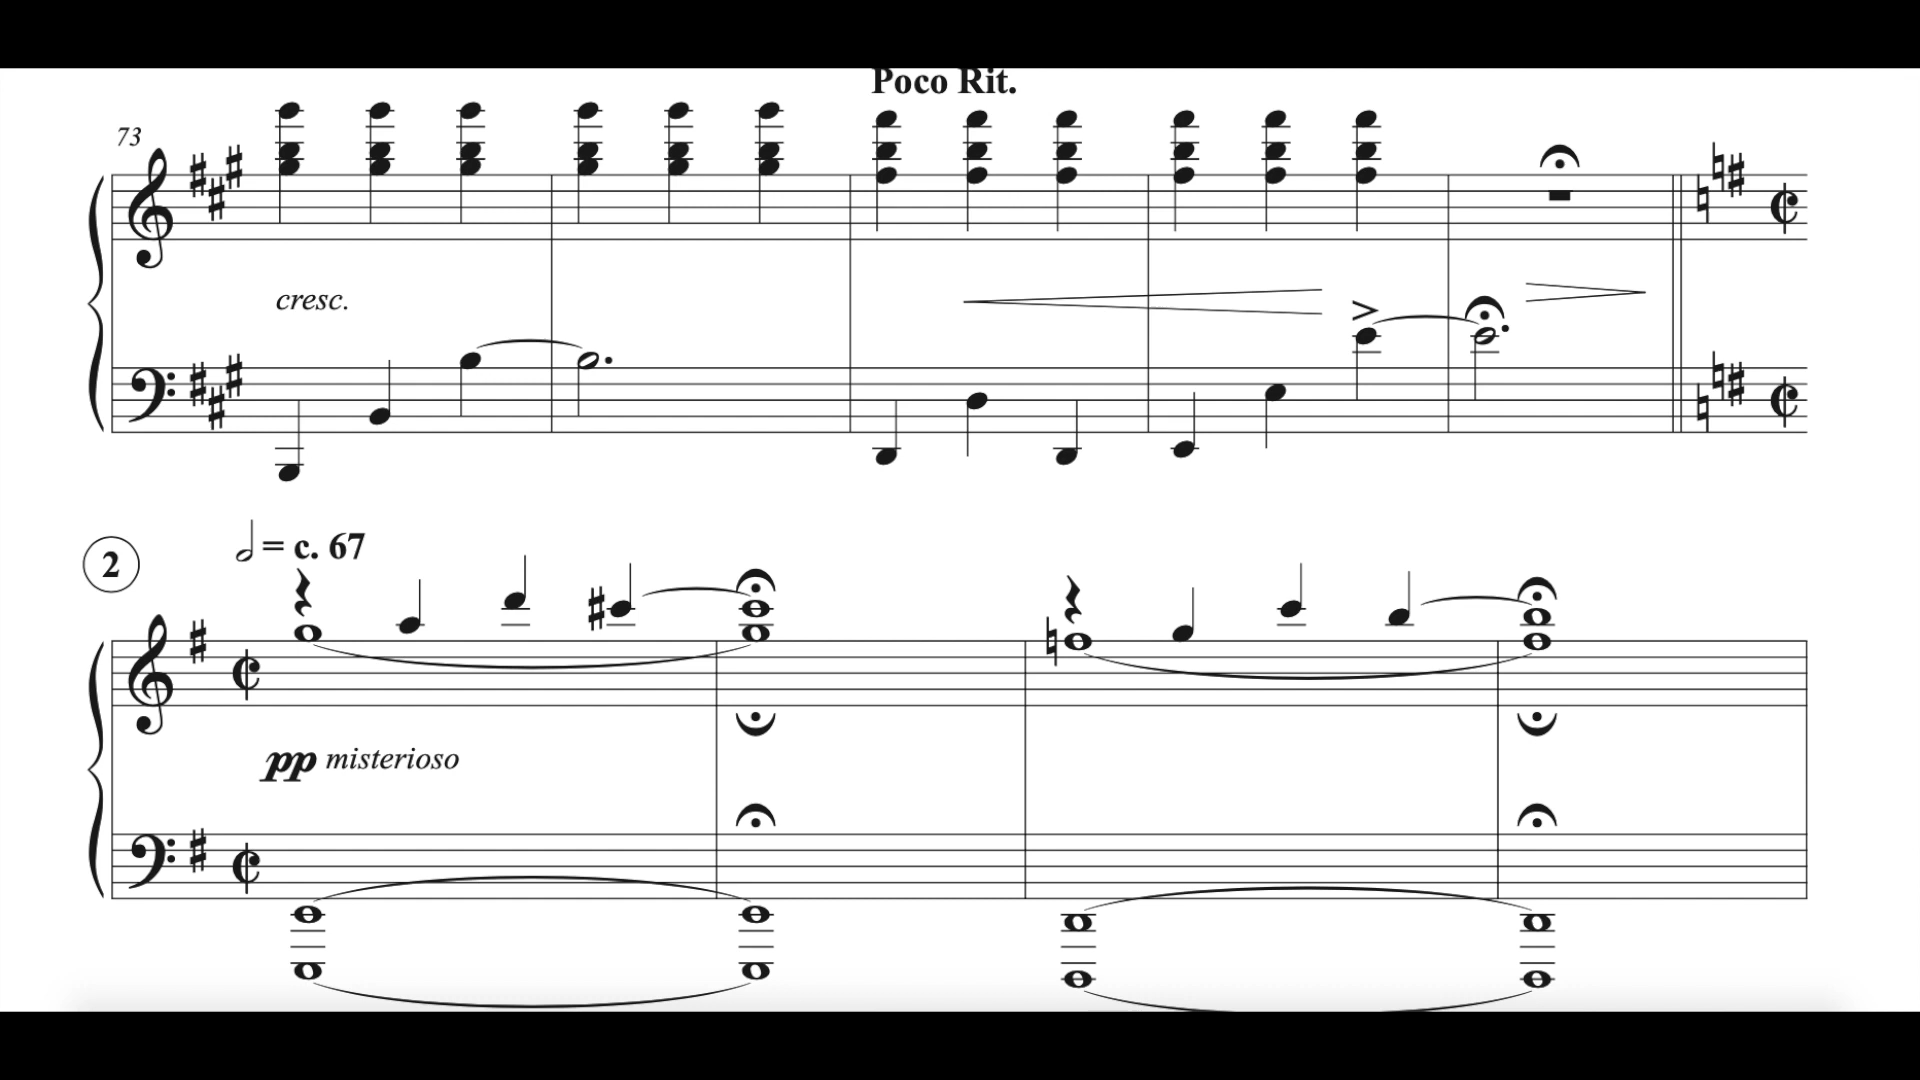 Poco Rit.
73
cresc.
2
= c. 67
pp misterioso